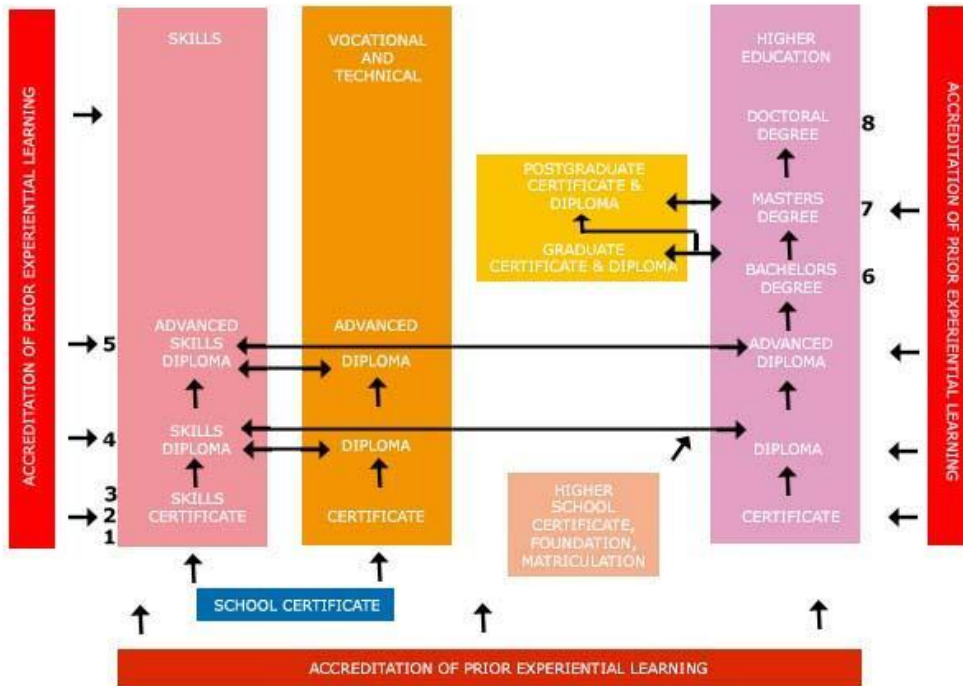 ACCREDITATION OF PRIOR EXPERIENTIAL LEARNING
SKILLS
VOCATIONAL
AND
TECHNICAL
HIGHER
EDUCATION
ACCREDITATION OF PRIOR EXPERIENTIAL LEARNING
DOCTORAL
DEGREE
8
POSTGRADUATE
CERTIFICATE &
DIPLOMA
MASTERS
DEGREE
7
GRADUATE
CERTIFICATE & DIPLOMA
BACHELORS
DEGREE
6
5
ADVANCED
SKILLS
DIPLOMA
ADVANCED
DIPLOMA
ADVANCED
DIPLOMA
4
SKILLS
DIPLOMA
DIPLOMA
DIPLOMA
3
2
1
SKILLS
CERTIFICATE
CERTIFICATE
HIGHER
SCHOOL
CERTIFICATE,
FOUNDATION,
MATRICULATION
CERTIFICATE
SCHOOL CERTIFICATE
ACCREDITATION OF PRIOR EXPERIENTIAL LEARNING